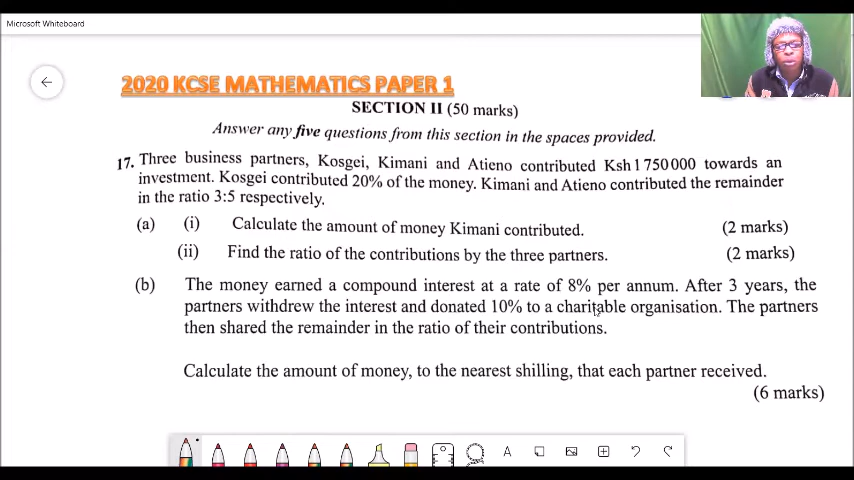 Microsoft Whiteboard
2020 KCSE MATHEMATICS PAPER 1
SECTION II (50 marks)
Answer any five questions from this section in the spaces provided.
17. Three business partners, Kosgei, Kimani and Atieno contributed Ksh 1 750 000 towards an
investment. Kosgei contributed 20% of the money. Kimani and Atieno contributed the remainder
in the ratio 3:5 respectively.
(a) (i) Calculate the amount of money Kimani contributed. (2 marks)
(ii) Find the ratio of the contributions by the three partners. (2 marks)
(b) The money earned a compound interest at a rate of 8% per annum. After 3 years, the
partners withdrew the interest and donated 10% to a charitable organisation. The partners
then shared the remainder in the ratio of their contributions.
Calculate the amount of money, to the nearest shilling, that each partner received.
(6 marks)
A